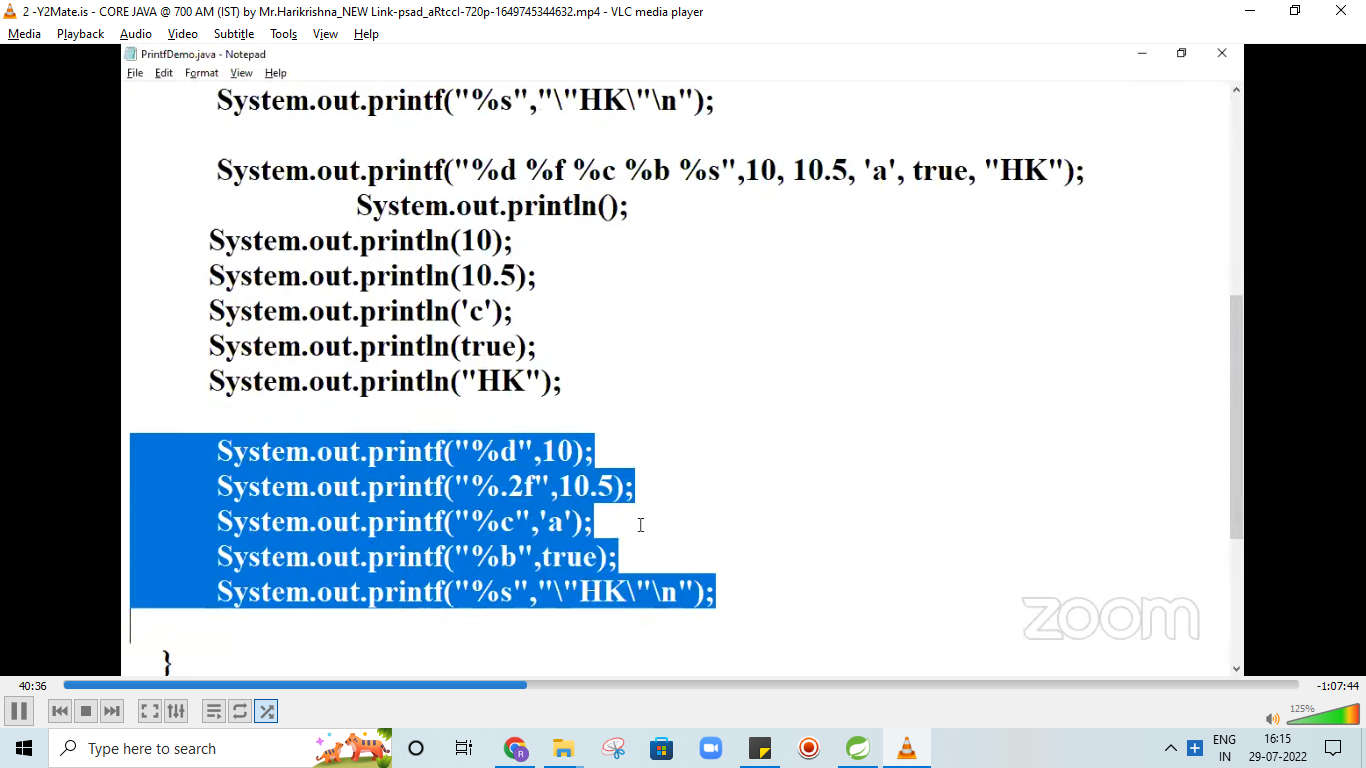 2 -Y2Mate.is - CORE JAVA @ 700 AM (IST) by Mr.Harikrishna_NEW Link-psad_aRtccI-720p-1649745344632.mp4 - VLC media player
Media Playback Audio Video Subtitle Tools View Help
PrintfDemo.java - Notepad
File Edit Format View Help
System.out.printf("%s","\"HK\"\n");
System.out.printf("%d %f %c %b %s",10, 10.5, 'a', true, "HK");
System.out.println();
System.out.println(10);
System.out.println(10.5);
System.out.println('c');
System.out.println(true);
System.out.println("HK");
System.out.printf("%d",10);
System.out.printf("%.2f",10.5);
System.out.printf("%c",'a');
System.out.printf("%b",true);
System.out.printf("%s","\"HK\"\n");
zoom
}
40:36 -1:07:44
125%
Type here to search
R
ENG
IN
16:15
29-07-2022